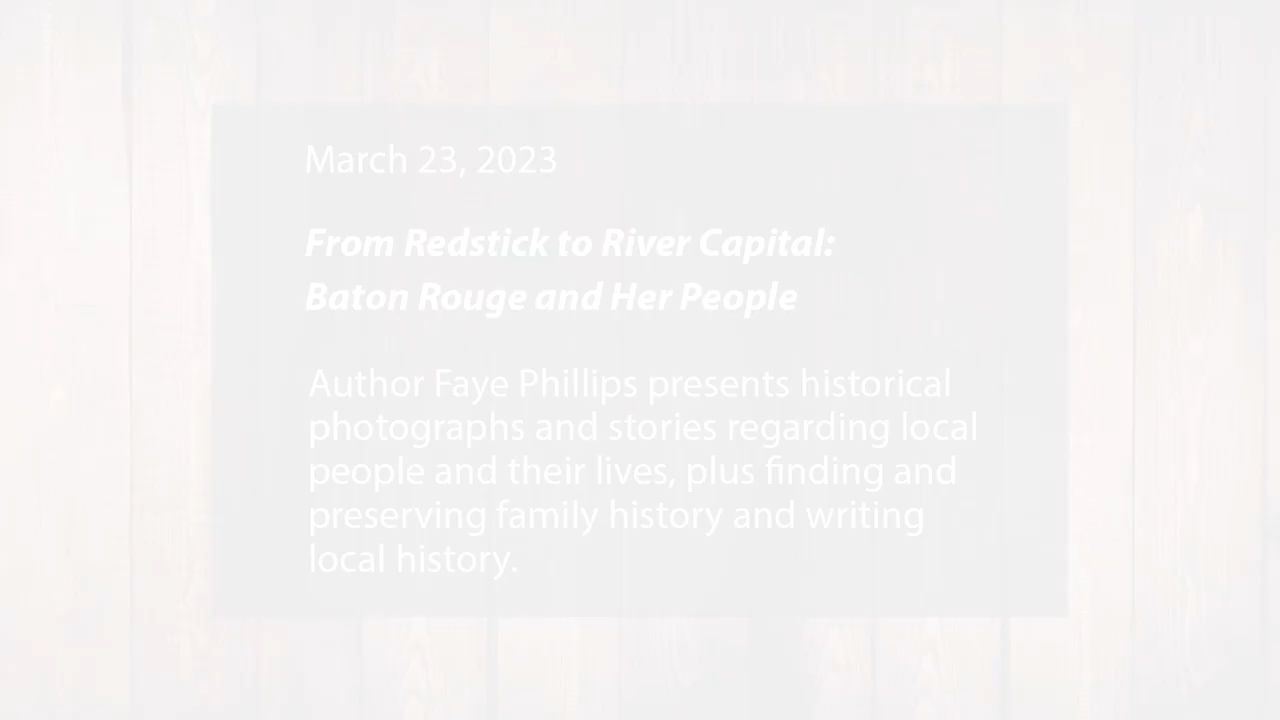 March 23, 2023
From Redstick to River Capital:
Baton Rouge and Her People
Author Faye Phillips presents historical
photographs and stories regarding local
people and their lives, plus finding and
preserving family history and writing
local history.